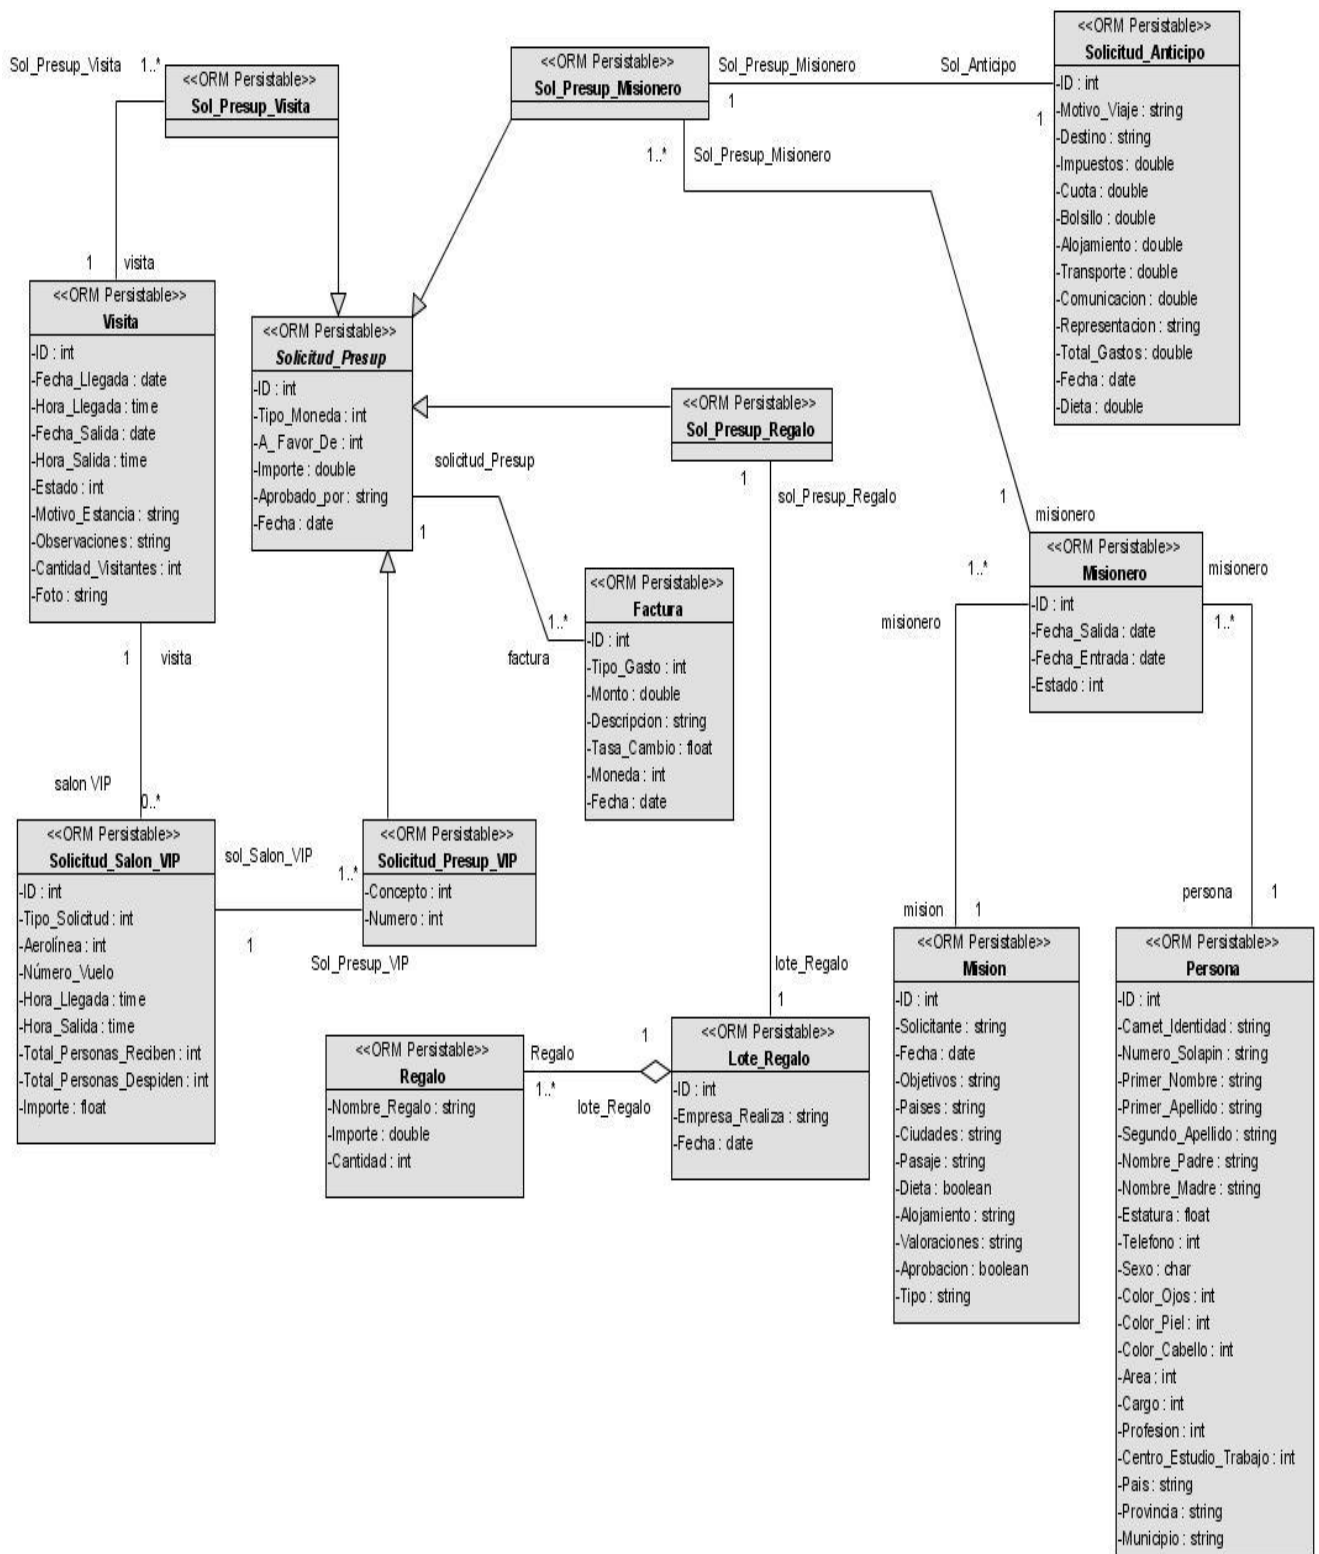 <<ORM Persistable>>
Solicitud_Anticipo
-ID : int
-Motivo_Viaje : string
-Destino : string
-Impuestos : double
-Cuota : double
-Bolsillo : double
-Alojamiento : double
-Transporte : double
-Comunicacion : double
-Representacion : string
-Total_Gastos : double
-Fecha : date
-Dieta : double
Sol_Presup_Visita 1..*
<<ORM Persistable>>
Sol_Presup_Visita
<<ORM Persistable>>
Sol_Presup_Misionero
Sol_Presup_Misionero
Sol_Anticipo
1
1
1..*
Sol_Presup_Misionero
1
visita
<<ORM Persistable>>
Visita
-ID : int
-Fecha_Llegada : date
-Hora_Llegada : time
-Fecha_Salida : date
-Hora_Salida : time
-Estado : int
-Motivo_Estancia : string
-Observaciones : string
-Cantidad_Visitantes : int
-Foto : string
<<ORM Persistable>>
Solicitud_Presup
-ID : int
-Tipo_Moneda : int
-A_Favor_De : int
-Importe : double
-Aprobado_por : string
-Fecha : date
solicitud_Presup
1
<<ORM Persistable>>
Sol_Presup_Regalo
1
sol_Presup_Regalo
1
misionero
<<ORM Persistable>>
Misionero
-ID : int
-Fecha_Salida : date
-Fecha_Entrada : date
-Estado : int
1..*
misionero
misionero
1..*
<<ORM Persistable>>
Factura
-ID : int
-Tipo_Gasto : int
-Monto : double
-Descripcion : string
-Tasa_Cambio : float
-Moneda : int
-Fecha : date
1..*
factura
1
visita
salon VIP
0..*
<<ORM Persistable>>
Solicitud_Salon_VIP
-ID : int
-Tipo_Solicitud : int
-Aerolínea : int
-Número_Vuelo
-Hora_Llegada : time
-Hora_Salida : time
-Total_Personas_Reciben : int
-Total_Personas_Despiden : int
-Importe : float
sol_Salon_VIP
1..*
1
Sol_Presup_VIP
<<ORM Persistable>>
Solicitud_Presup_VIP
-Concepto : int
-Numero : int
mision
1
persona
1
lote_Regalo
1
<<ORM Persistable>>
Regalo
-Nombre_Regalo : string
-Importe : double
-Cantidad : int
Regalo
1
1..*
lote_Regalo
<<ORM Persistable>>
Lote_Regalo
-ID : int
-Empresa_Realiza : string
-Fecha : date
<<ORM Persistable>>
Mision
-ID : int
-Solicitante : string
-Fecha : date
-Objetivos : string
-Paises : string
-Ciudades : string
-Pasaje : string
-Dieta : boolean
-Alojamiento : string
-Valoraciones : string
-Aprobacion : boolean
-Tipo : string
<<ORM Persistable>>
Persona
-ID : int
-Carnet_Identidad : string
-Numero_Solapin : string
-Primer_Nombre : string
-Primer_Apellido : string
-Segundo_Apellido : string
-Nombre_Padre : string
-Nombre_Madre : string
-Estatura : float
-Telefono : int
-Sexo : char
-Color_Ojos : int
-Color_Piel : int
-Color_Cabello : int
-Area : int
-Cargo : int
-Profesion : int
-Centro_Estudio_Trabajo : int
-Pais : string
-Provincia : string
-Municipio : string